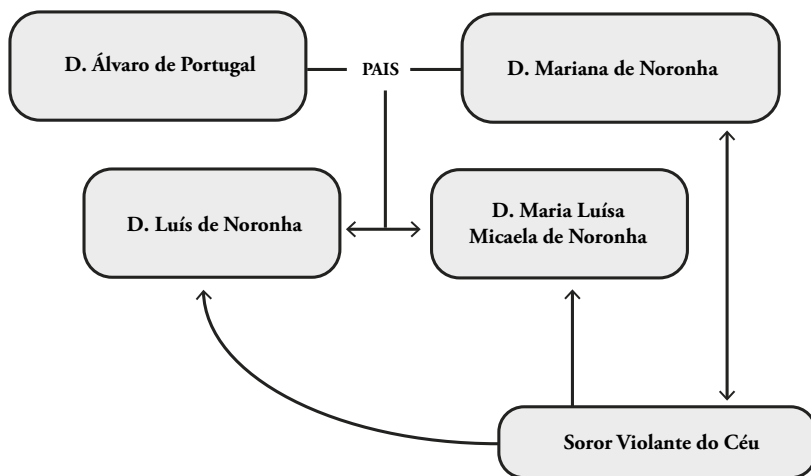 D. Álvaro de Portugal
PAIS
D. Mariana de Noronha
D. Luís de Noronha
D. Maria Luísa
Micaela de Noronha
Soror Violante do Céu